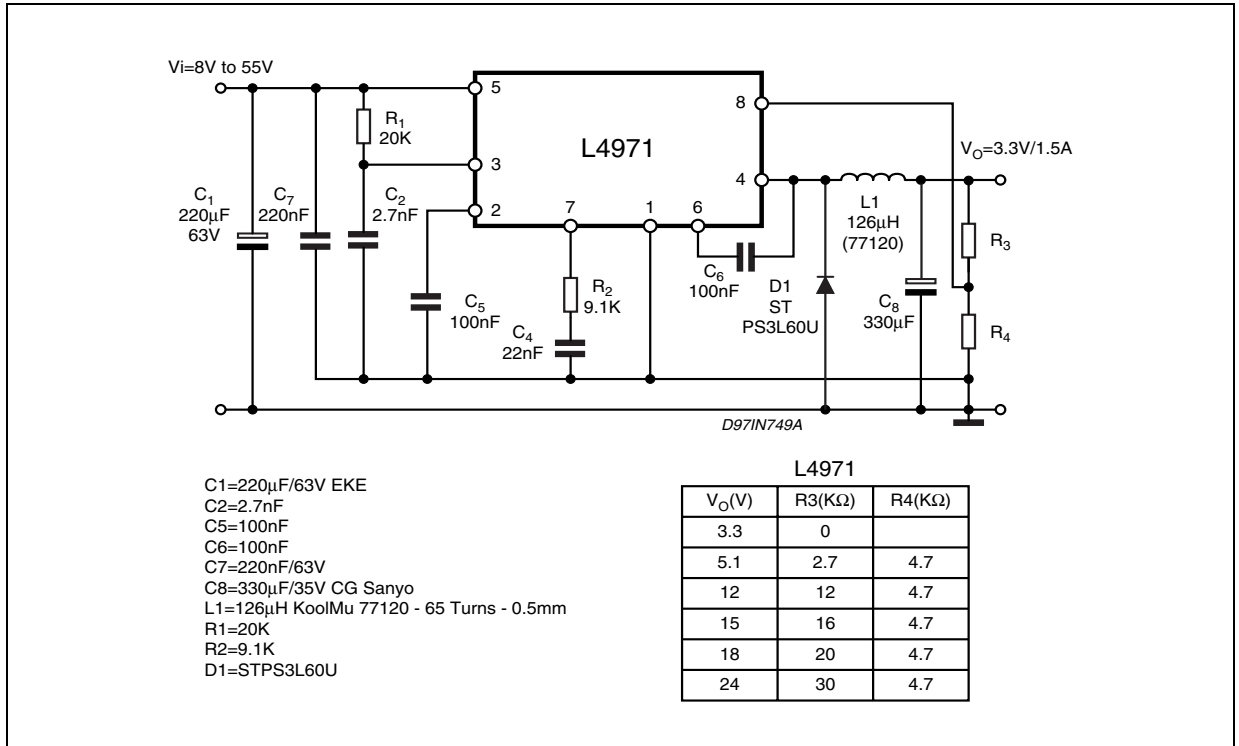 Vi=8V to 55V
5
8
R1
20K
L4971
VO=3.3V/1.5A
3
4
C1
220µF
63V
C7
220nF
C2
2.7nF
2
7
1
6
L1
126µH
(77120)
R3
C6
100nF
R2
9.1K
D1
ST
PS3L60U
C5
100nF
C8
330µF
R4
C4
22nF
D97IN749A
C1=220µF/63V EKE
C2=2.7nF
C5=100nF
C6=100nF
C7=220nF/63V
C8=330µF/35V CG Sanyo
L1=126µH KoolMu 77120 - 65 Turns - 0.5mm
R1=20K
R2=9.1K
D1=STPS3L60U
L4971
VO(V) R3(KΩ) R4(KΩ)
3.3 0
5.1 2.7 4.7
12 12 4.7
15 16 4.7
18 20 4.7
24 30 4.7